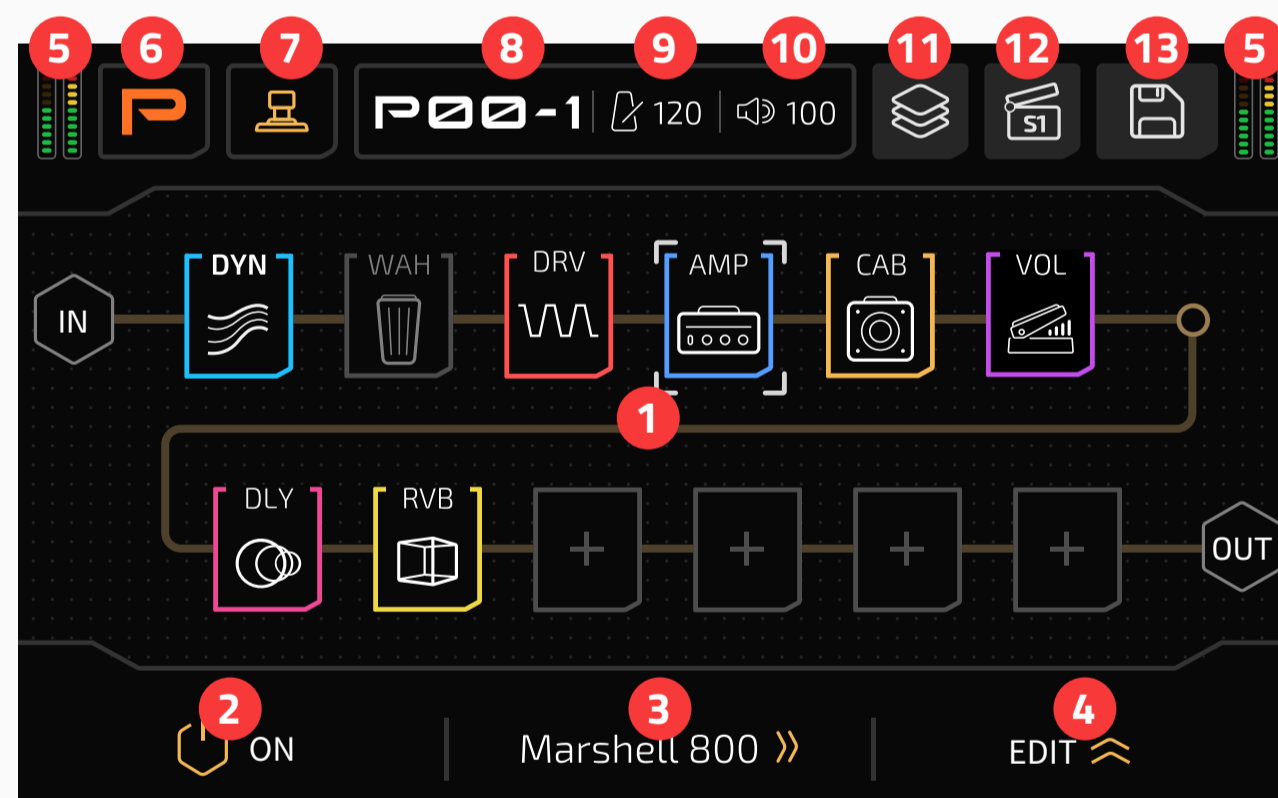 5 6 7 8 9 10 11 12 13 5
P P00-1 120 100 S1
DYN WAH DRV AMP CAB VOL
IN
1
DLY RVB
+ + + +
OUT
2 3 4
ON Marshell 800 EDIT